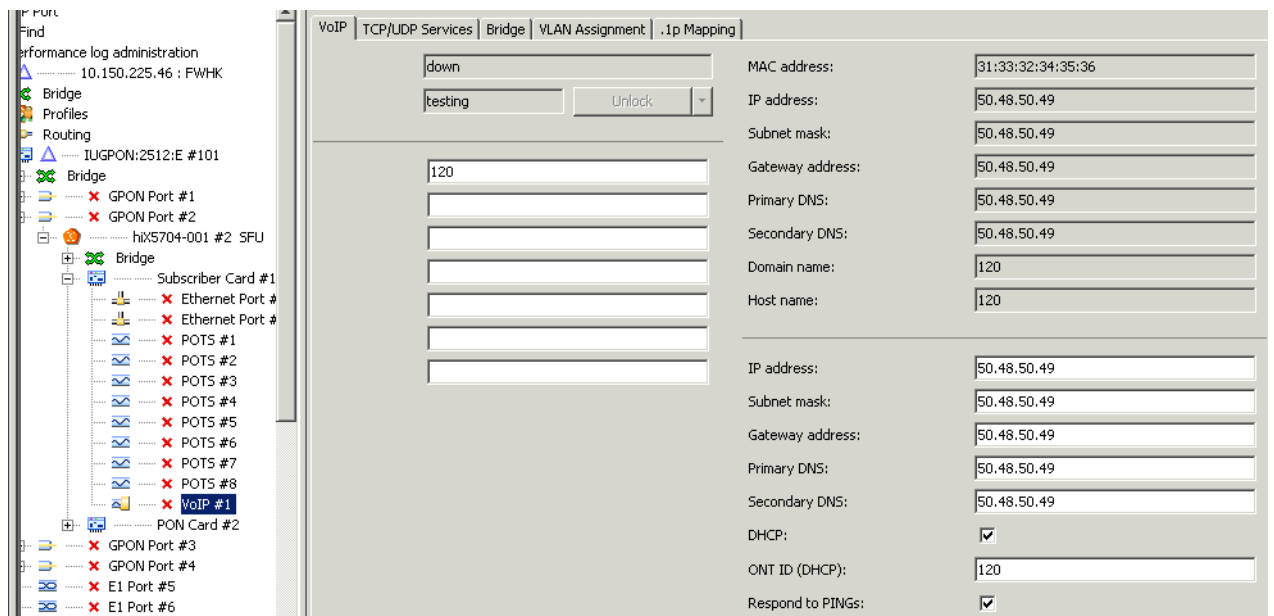 IP Port
Find
erformance log administration
10.150.225.46 : FWHK
Bridge
Profiles
Routing
IUGPON:2512:E #101
Bridge
GPON Port #1
GPON Port #2
hiX5704-001 #2 SFU
Bridge
Subscriber Card #1
Ethernet Port #
Ethernet Port #
POTS #1
POTS #2
POTS #3
POTS #4
POTS #5
POTS #6
POTS #7
POTS #8
VoIP #1
PON Card #2
GPON Port #3
GPON Port #4
E1 Port #5
E1 Port #6
VoIP TCP/UDP Services Bridge VLAN Assignment .1p Mapping
down
testing Unlock
120
MAC address: 31:33:32:34:35:36
IP address: 50.48.50.49
Subnet mask: 50.48.50.49
Gateway address: 50.48.50.49
Primary DNS: 50.48.50.49
Secondary DNS: 50.48.50.49
Domain name: 120
Host name: 120
IP address: 50.48.50.49
Subnet mask: 50.48.50.49
Gateway address: 50.48.50.49
Primary DNS: 50.48.50.49
Secondary DNS: 50.48.50.49
DHCP:
ONT ID (DHCP): 120
Respond to PINGs: